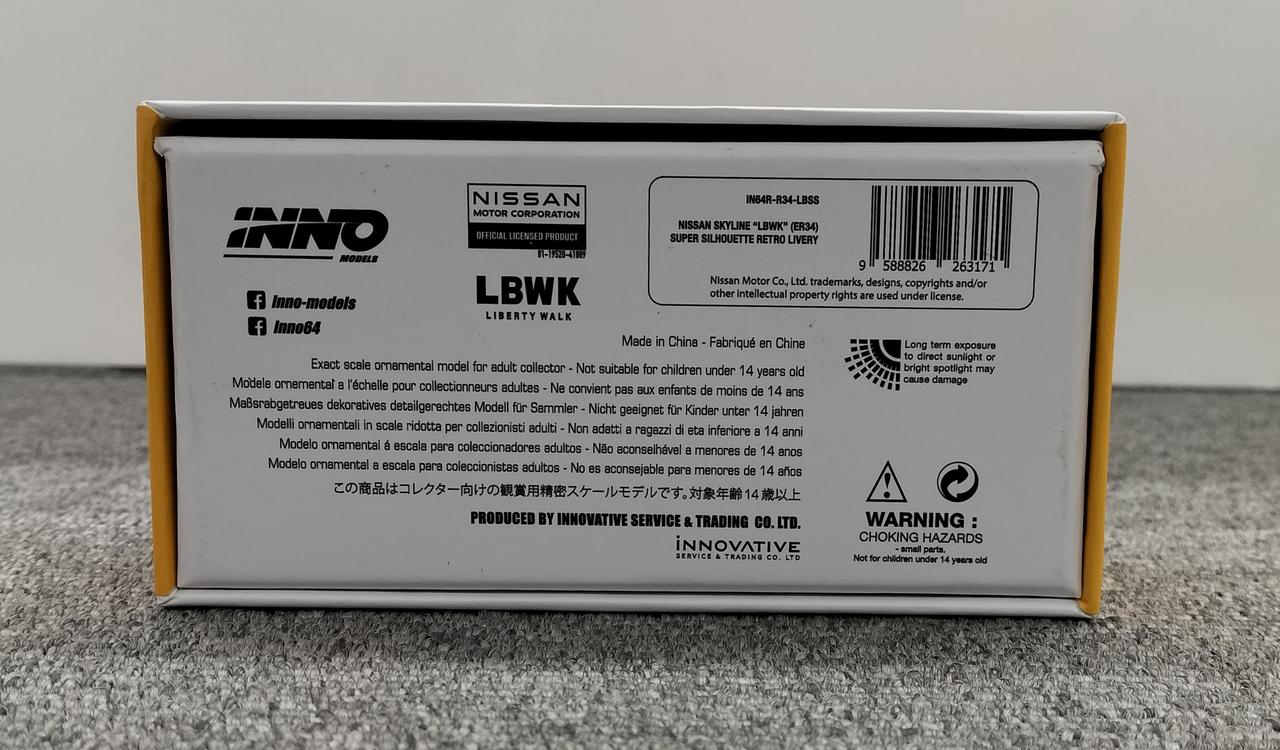 INNO
MODELS
inno-models
inno64
NISSAN
MOTOR CORPORATION
OFFICIAL LICENSED PRODUCT
LBWK
LIBERTY WALK
IN64R-R34-LBSS
NISSAN SKYLINE "LBWK" (ER34)
SUPER SILHOUETTE RETRO LIVERY
9 588826 263171
Nissan Motor Co., Ltd. trademarks, designs, copyrights and/or
other intellectual property rights are used under license.
Made in China - Fabriqué en Chine
Exact scale ornamental model for adult collector - Not suitable for children under 14 years old
Modèle ornemental a l'échelle pour collectionneurs adultes - Ne convient pas aux enfants de moins de 14 ans
Maßsrabgetreues dekoratives detailgerechtes Modell für Sammler - Nicht geeignet für Kinder unter 14 jahren
Modelli ornamentali in scale ridotta per collezionisti adulti - Non adatti a ragazzi di eta inferiore a 14 anni
Modelo ornamental á escala para coleccionadores adultos - Não aconselhável a menores de 14 anos
Modelo ornamental a escala para coleccionistas adultos - No es aconsejable para menores de 14 años
この商品はコレクター向けの観賞用精密スケールモデルです。対象年齢14歳以上
PRODUCED BY INNOVATIVE SERVICE & TRADING CO. LTD.
INNOVATIVE
SERVICE & TRADING CO. LTD
Long term exposure
to direct sunlight or
bright spotlight may
cause damage
WARNING :
CHOKING HAZARDS
- small parts.
Not for children under 14 years old